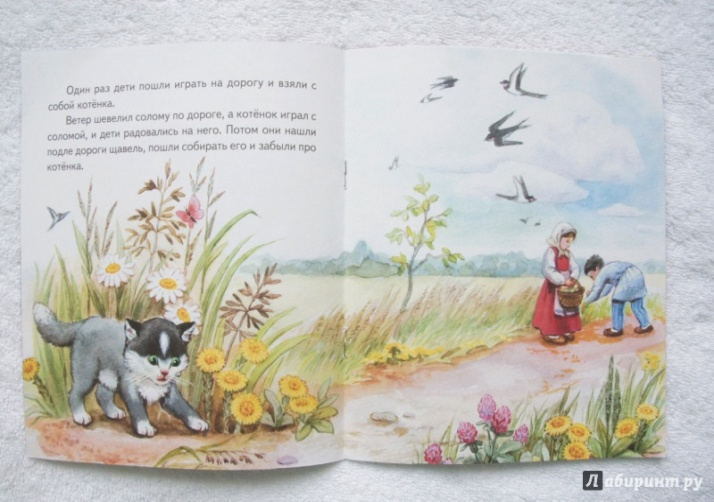 Один раз дети пошли играть на дорогу и взяли с
собой котёнка.
Ветер шевелил солому по дороге, а котёнок играл с
соломой, и дети радовались на него. Потом они нашли
подле дороги щавель, пошли собирать его и забыли про
котёнка.
Лабиринт.ру